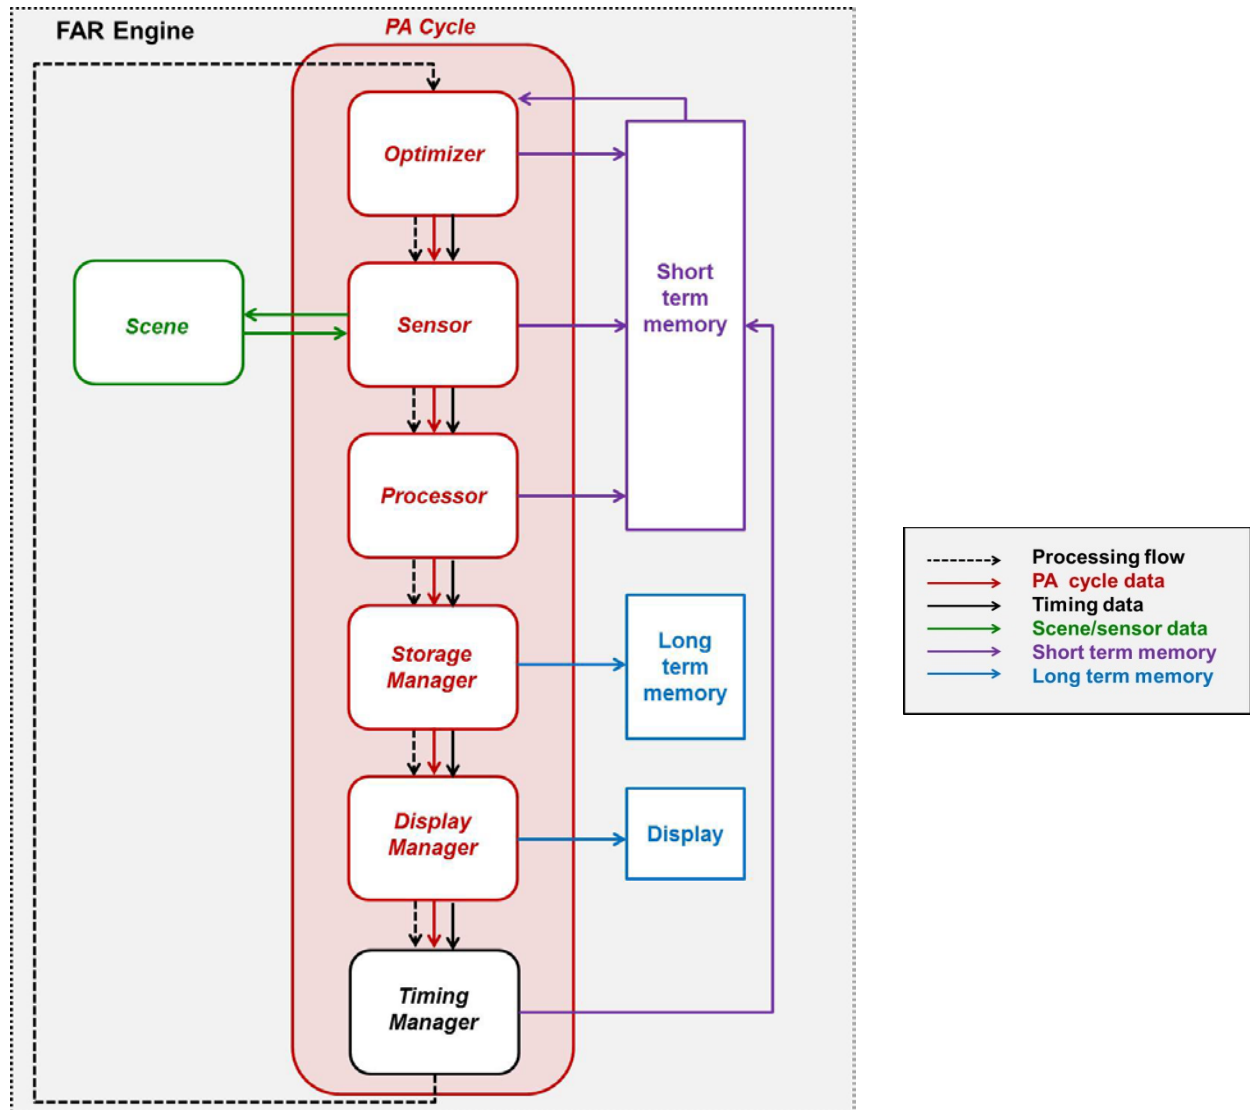 FAR Engine
PA Cycle
Optimizer
Scene
Sensor
Short
term
memory
Processor
Storage
Manager
Long
term
memory
Display
Manager
Display
Timing
Manager
Processing flow
PA cycle data
Timing data
Scene/sensor data
Short term memory
Long term memory